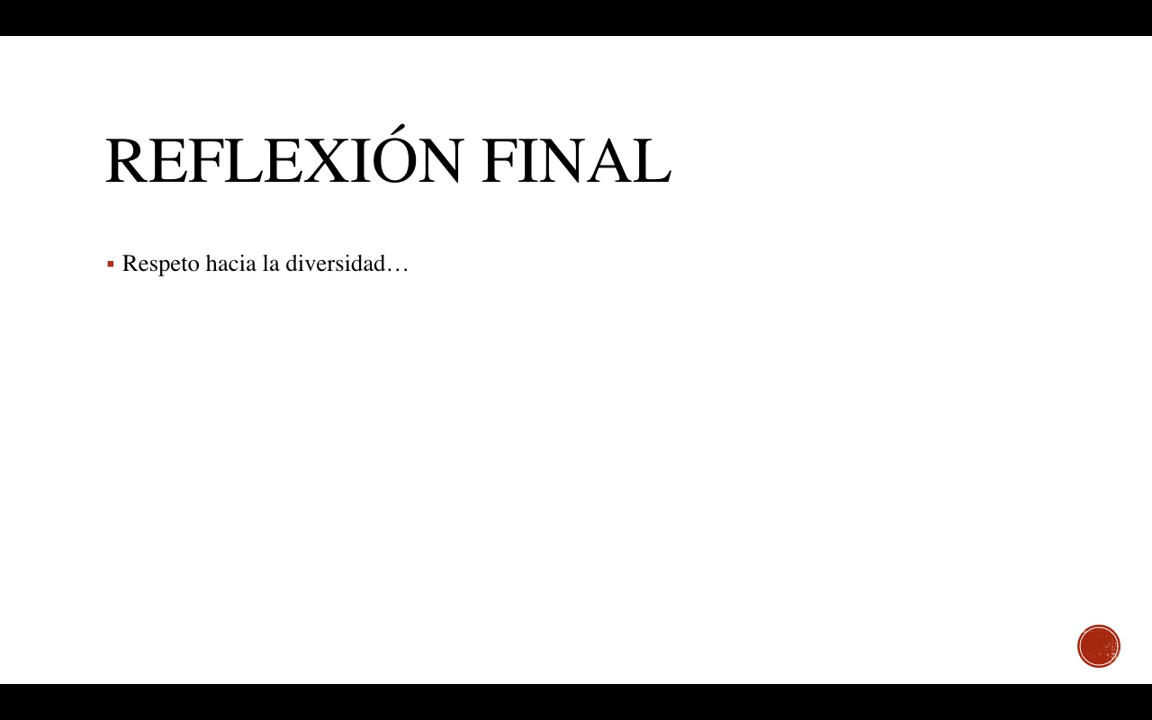 REFLEXIÓN FINAL
▪ Respeto hacia la diversidad…